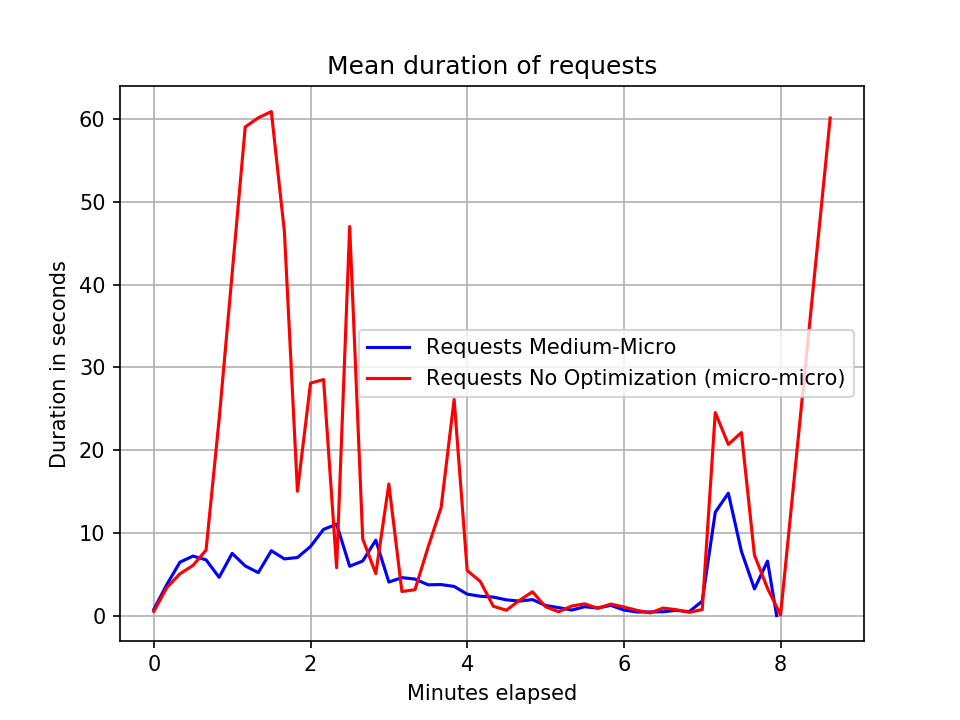 Mean duration of requests
60
50
40
30
20
10
0
Duration in seconds
Requests Medium-Micro
Requests No Optimization (micro-micro)
0 2 4 6 8
Minutes elapsed